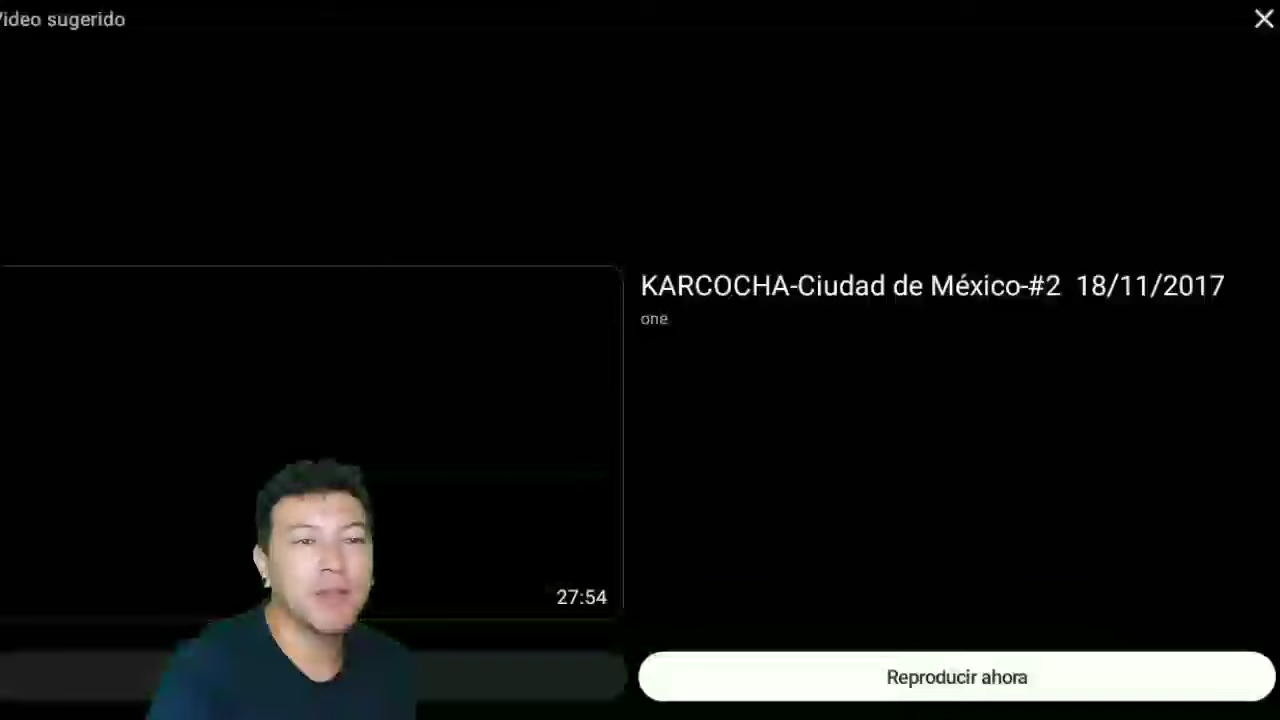 Video sugerido
KARCOCHA-Ciudad de México-#2 18/11/2017
one
27:54
Reproducir ahora